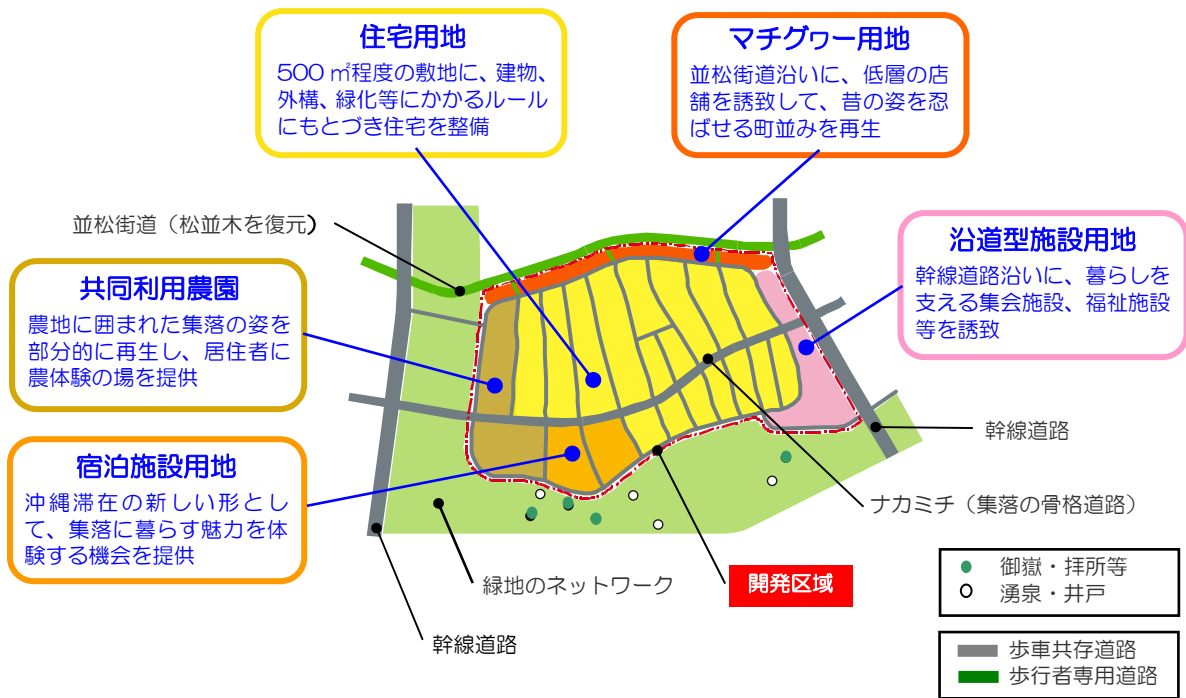 住宅用地
500 ㎡程度の敷地に、建物、
外構、緑化等にかかるルール
にもとづき住宅を整備
マチグヮー用地
並松街道沿いに、低層の店
舗を誘致して、昔の姿を忍
ばせる町並みを再生
並松街道（松並木を復元）
沿道型施設用地
幹線道路沿いに、暮らしを
支える集会施設、福祉施設
等を誘致
共同利用農園
農地に囲まれた集落の姿を
部分的に再生し、居住者に
農体験の場を提供
幹線道路
宿泊施設用地
沖縄滞在の新しい形とし
て、集落に暮らす魅力を体
験する機会を提供
ナカミチ（集落の骨格道路）
緑地のネットワーク
開発区域
幹線道路
御嶽・拝所等
湧泉・井戸
歩車共存道路
歩行者専用道路